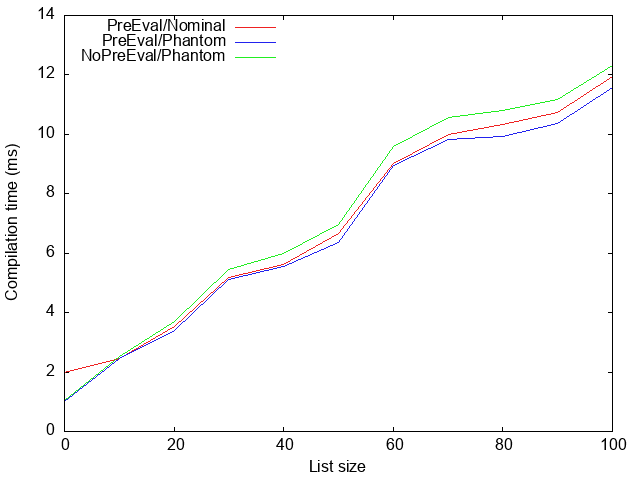 14
12
10
8
6
4
2
0
PreEval/Nominal
PreEval/Phantom
NoPreEval/Phantom
Compilation time (ms)
0 20 40 60 80 100
List size